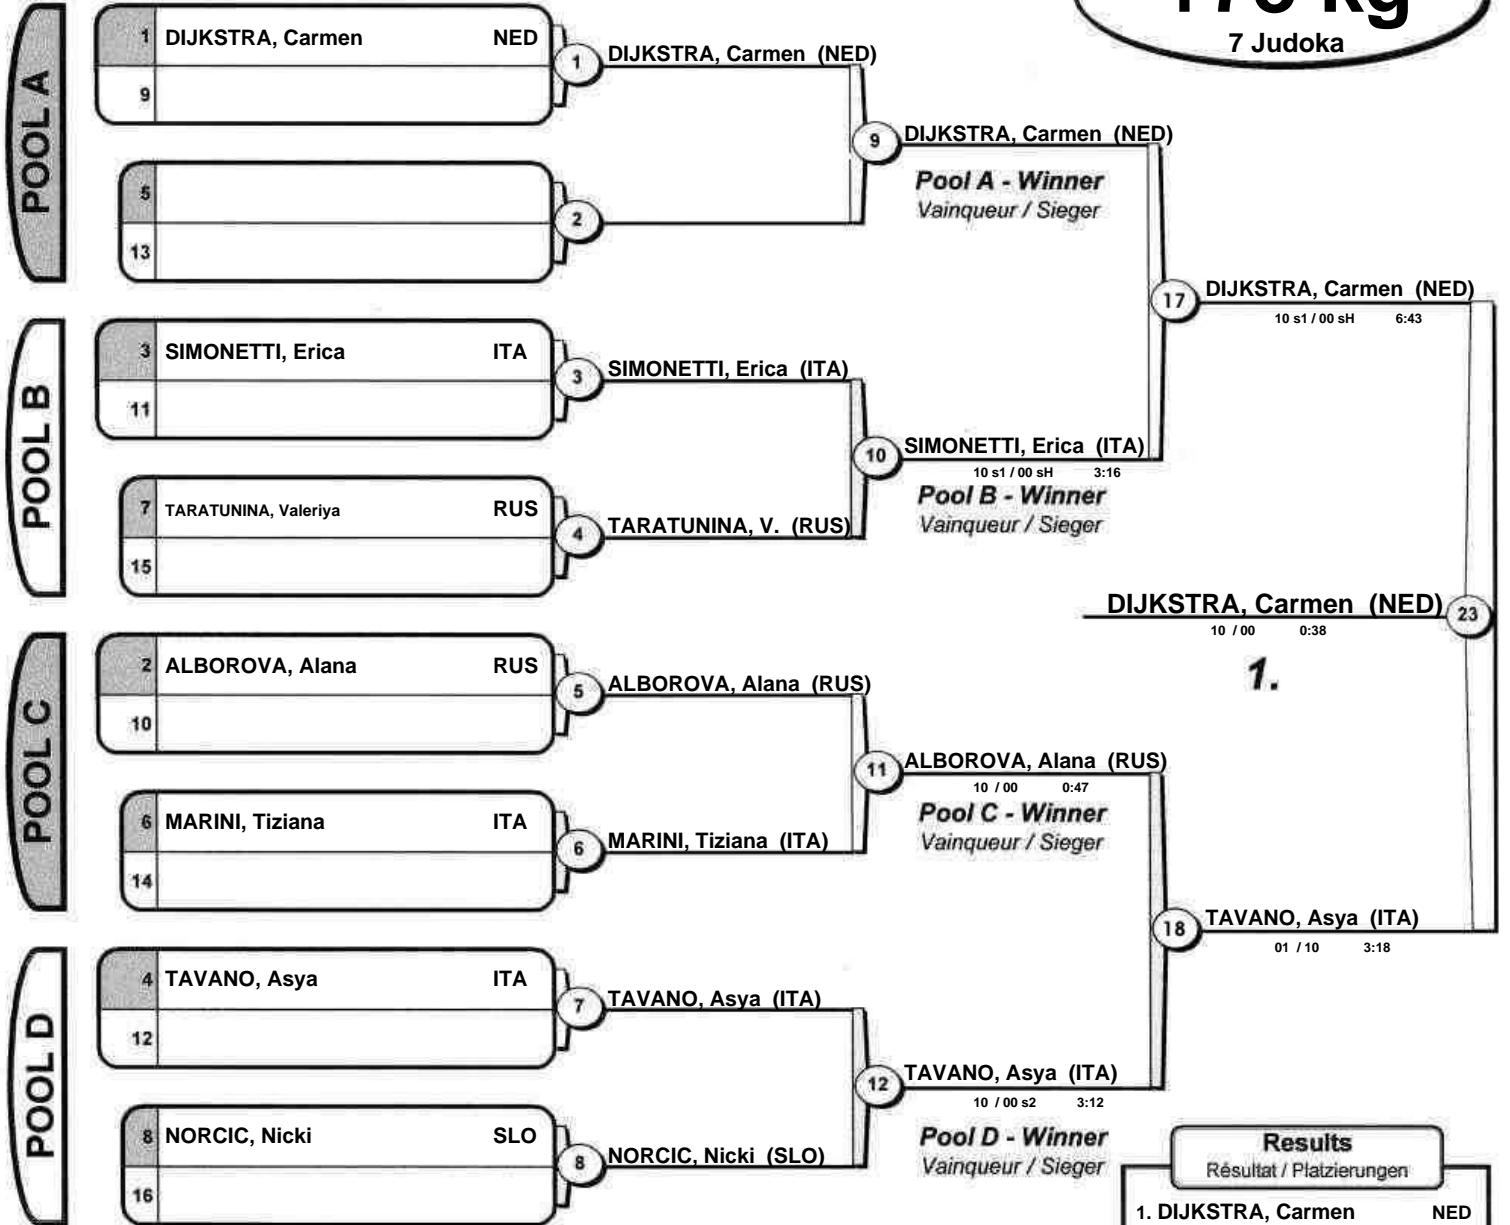 +78 kg
7 Judoka
POOL A
1 DIJKSTRA, Carmen NED
9
5
13
1
2
DIJKSTRA, Carmen (NED)
9
DIJKSTRA, Carmen (NED)
Pool A - Winner
Vainqueur / Sieger
POOL B
3 SIMONETTI, Erica ITA
11
7 TARATUNINA, Valeriya RUS
15
3
SIMONETTI, Erica (ITA)
4
TARATUNINA, V. (RUS)
10
SIMONETTI, Erica (ITA)
10 s1 / 00 sH 3:16
Pool B - Winner
Vainqueur / Sieger
17
DIJKSTRA, Carmen (NED)
10 s1 / 00 sH 6:43
DIJKSTRA, Carmen (NED)
23
10 / 00 0:38
1.
POOL C
2 ALBOROVA, Alana RUS
10
6 MARINI, Tiziana ITA
14
5
ALBOROVA, Alana (RUS)
6
MARINI, Tiziana (ITA)
11
ALBOROVA, Alana (RUS)
10 / 00 0:47
Pool C - Winner
Vainqueur / Sieger
18
TAVANO, Asya (ITA)
01 / 10 3:18
POOL D
4 TAVANO, Asya ITA
12
8 NORCIC, Nicki SLO
16
7
TAVANO, Asya (ITA)
8
NORCIC, Nicki (SLO)
12
TAVANO, Asya (ITA)
10 / 00 s2 3:12
Pool D - Winner
Vainqueur / Sieger
Results
Résultat / Platzierungen
1. DIJKSTRA, Carmen NED